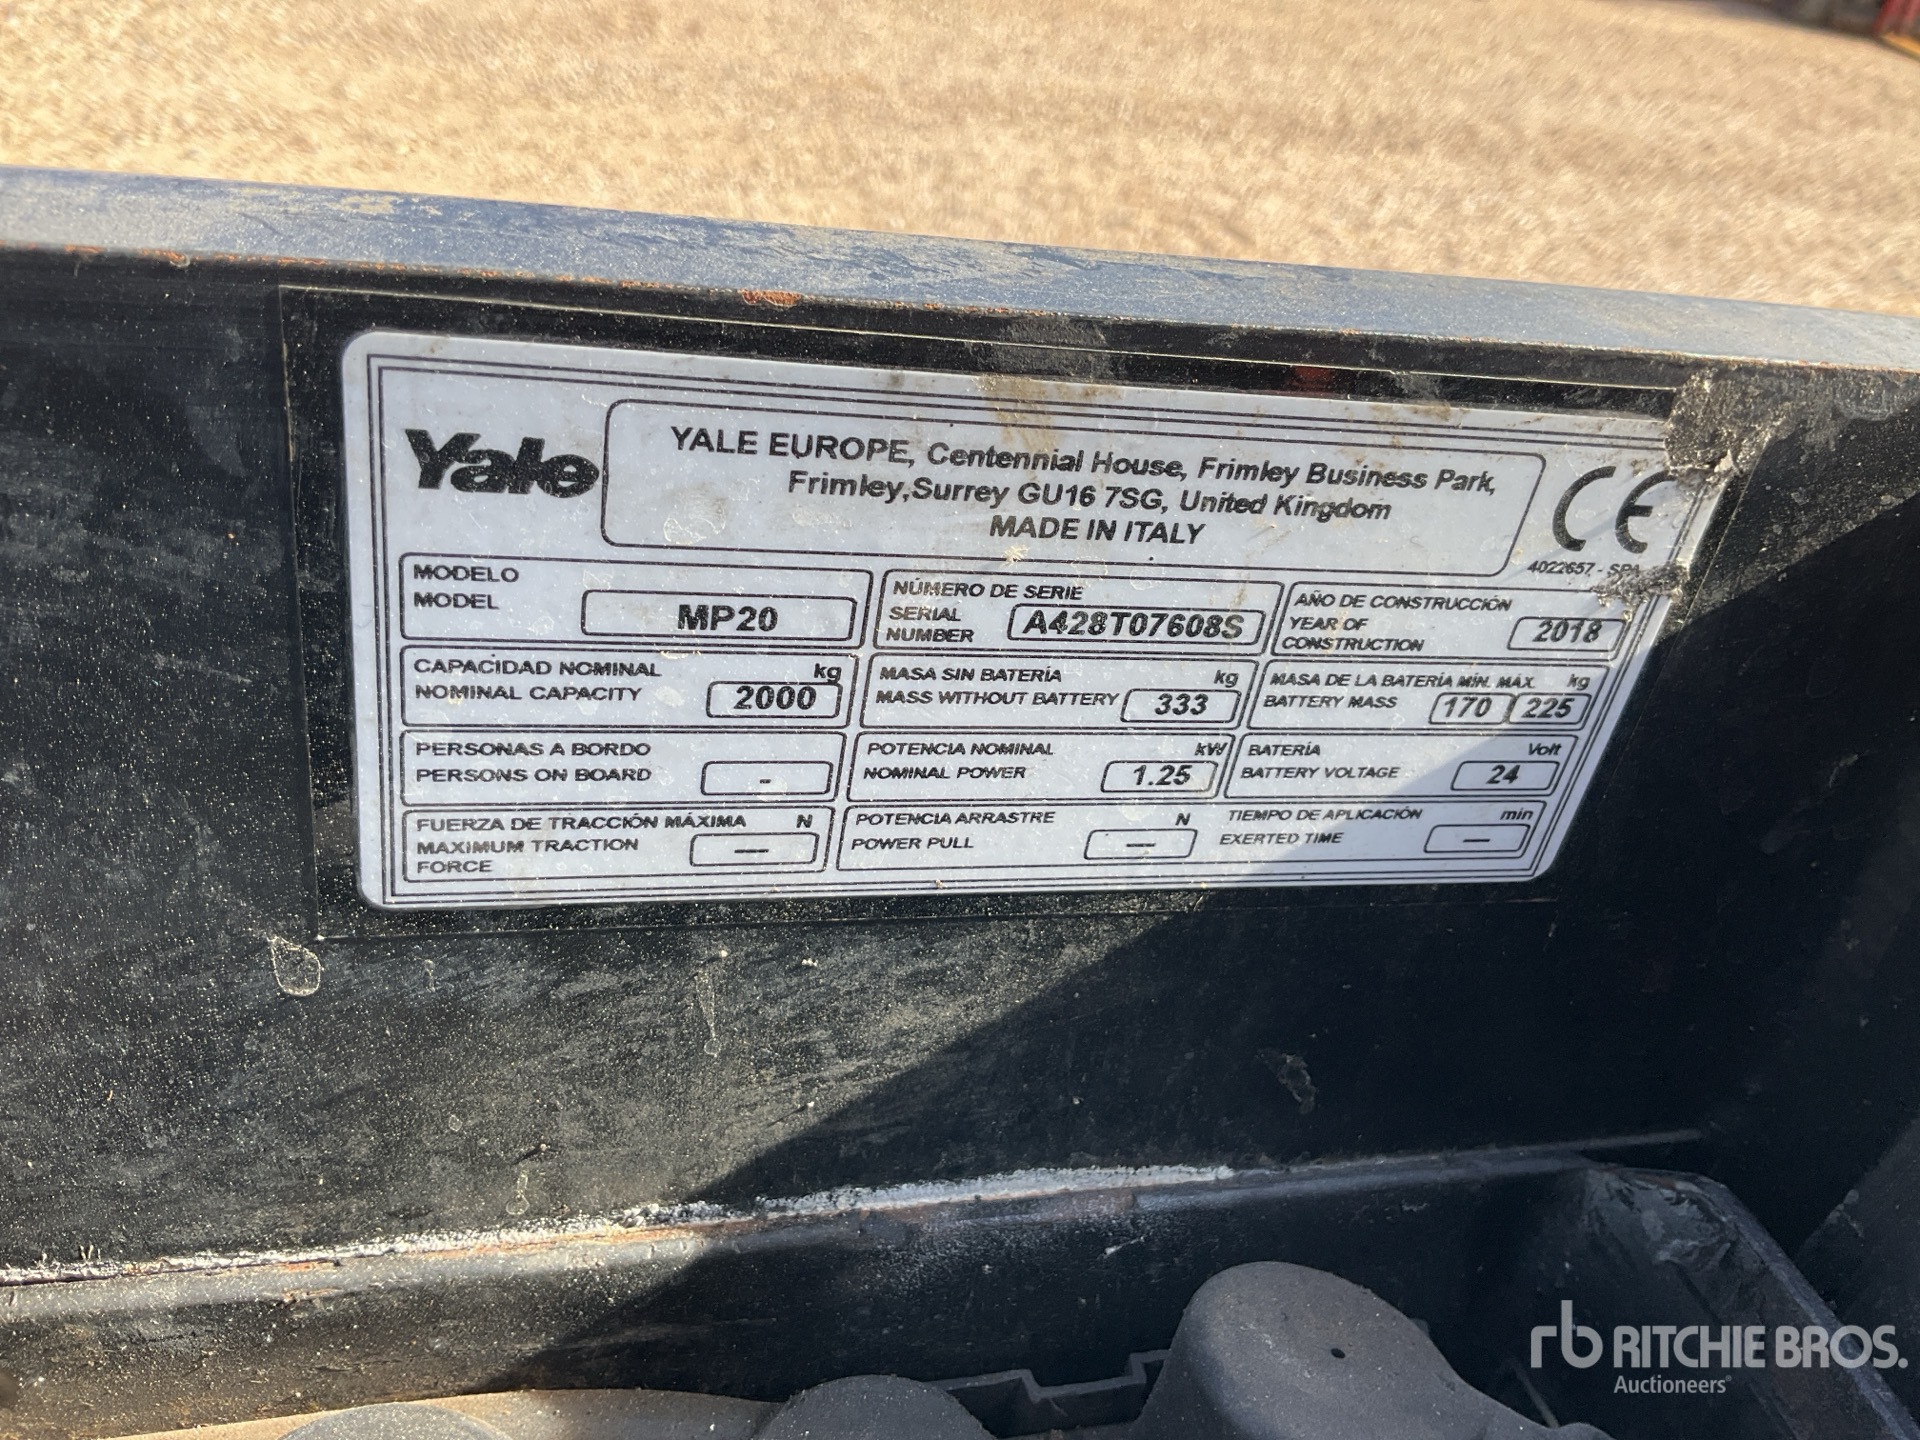 Yale
YALE EUROPE, Centennial House, Frimley Business Park,
Frimley,Surrey GU16 7SG, United Kingdom
MADE IN ITALY
CE
4022657 - SPA
MODELO
MODEL MP20
NÚMERO DE SERIE
SERIAL
NUMBER A428T07608S
AÑO DE CONSTRUCCIÓN
YEAR OF
CONSTRUCTION 2018
CAPACIDAD NOMINAL kg
NOMINAL CAPACITY 2000
MASA SIN BATERÍA kg
MASS WITHOUT BATTERY 333
MASA DE LA BATERÍA MIN. MÁX. kg
BATTERY MASS 170 225
PERSONAS A BORDO
PERSONS ON BOARD -
POTENCIA NOMINAL kW
NOMINAL POWER 1.25
BATERÍA Volt
BATTERY VOLTAGE 24
FUERZA DE TRACCIÓN MÁXIMA N
MAXIMUM TRACTION
FORCE —
POTENCIA ARRASTRE N
POWER PULL —
TIEMPO DE APLICACIÓN min
EXERTED TIME —
rb RITCHIE BROS.
Auctioneers